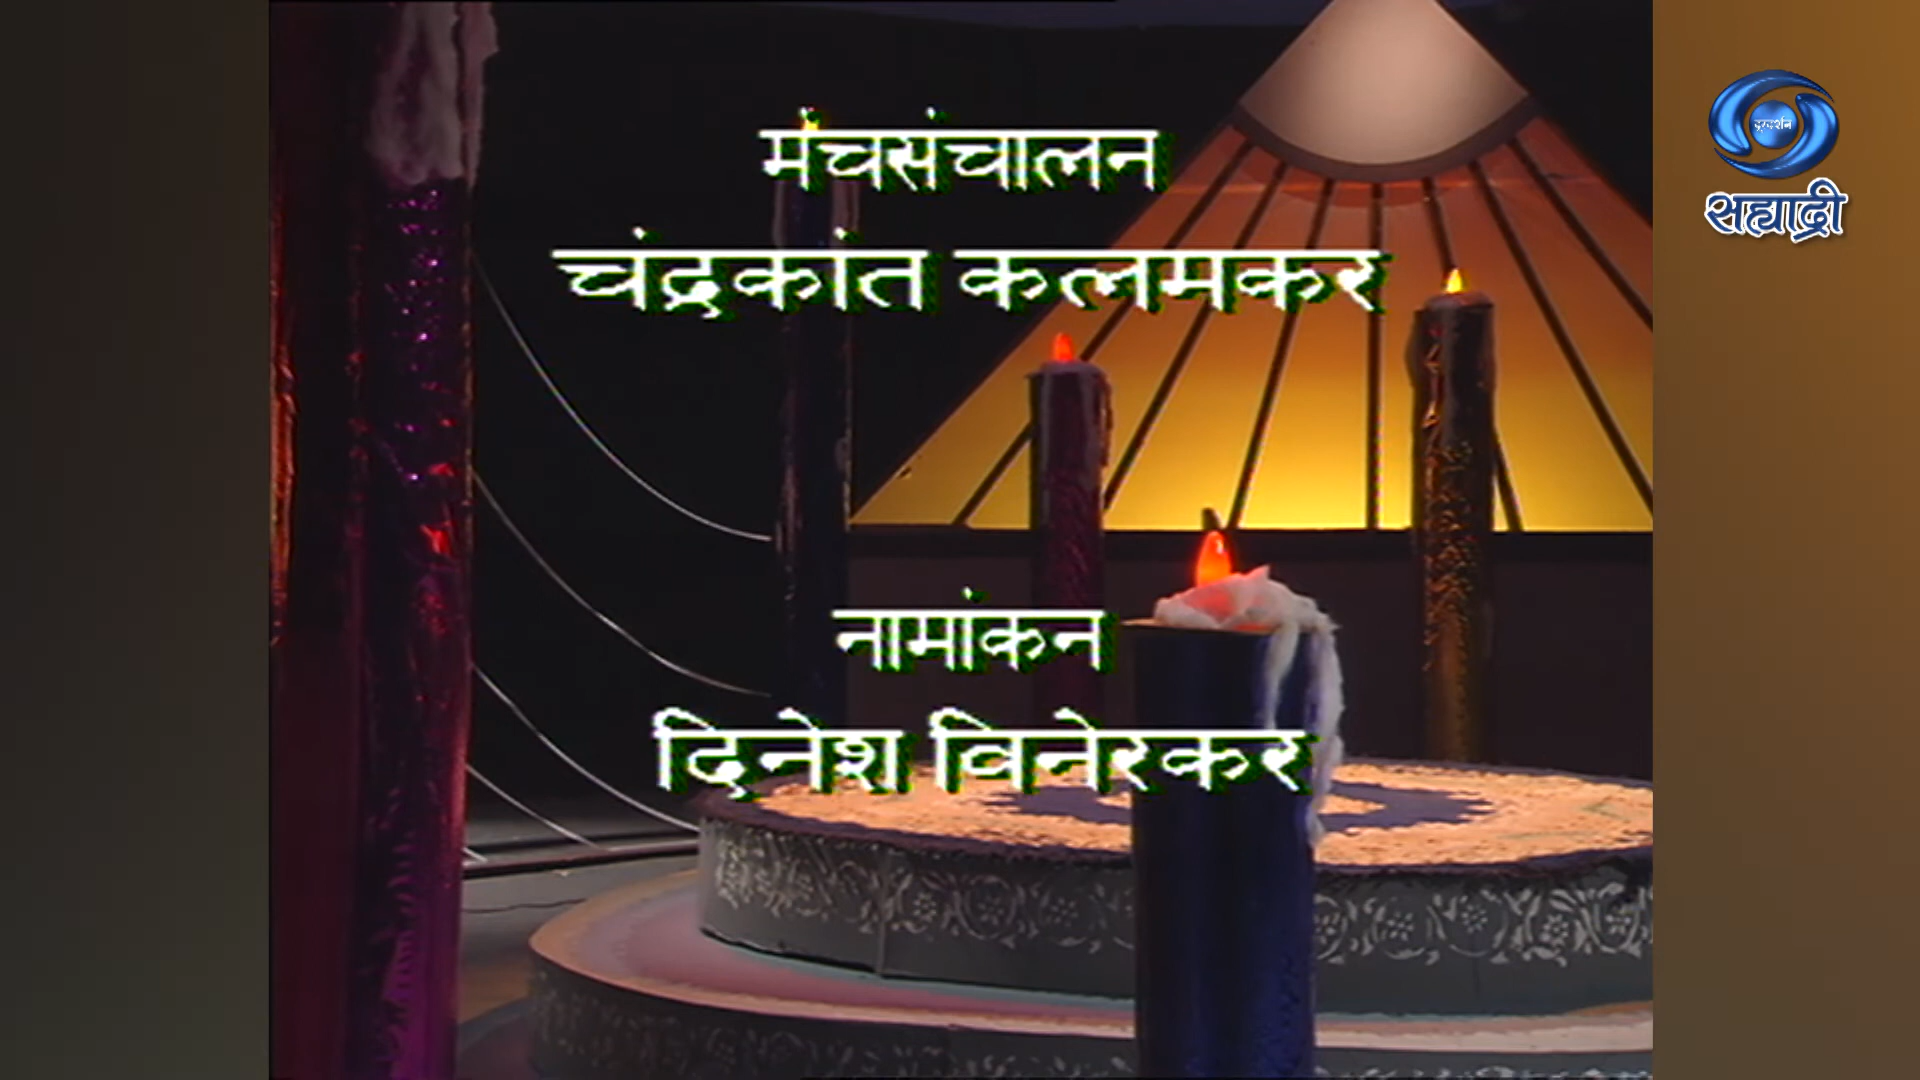 मंचसंचालन
चंद्रकांत कलमकर
नामांकन
दिनेश विनेरकर
दूरदर्शन
सह्याद्री